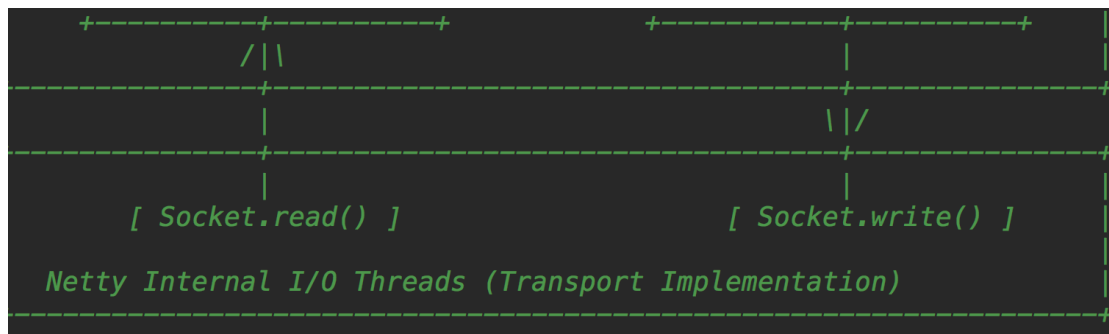 [ Socket.read() ] [ Socket.write() ]
Netty Internal I/O Threads (Transport Implementation)